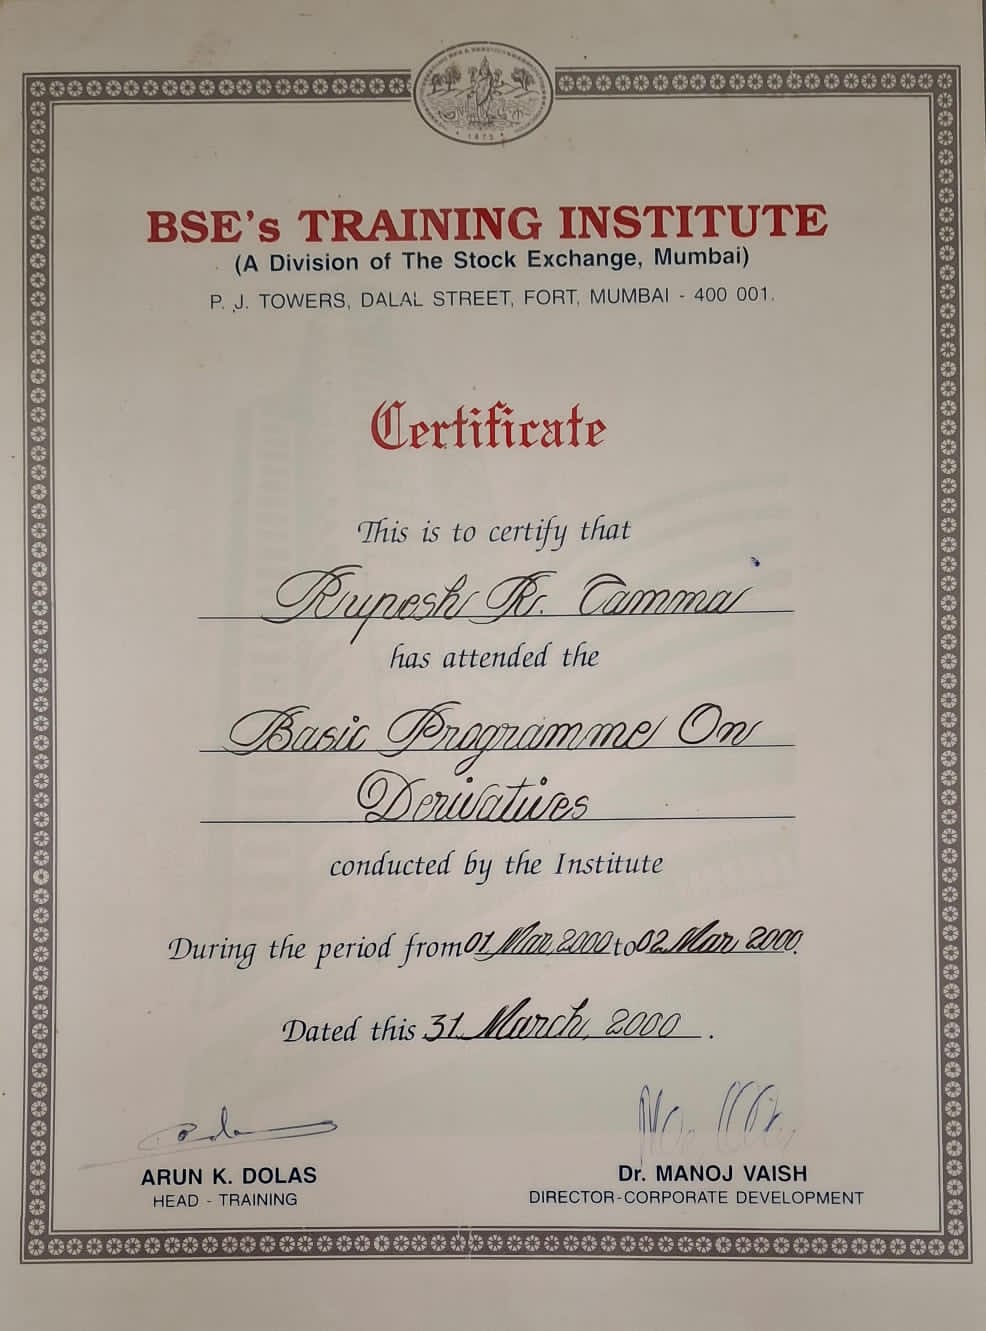 1875
BSE's TRAINING INSTITUTE
(A Division of The Stock Exchange, Mumbai)
P. J. TOWERS, DALAL STREET, FORT, MUMBAI - 400 001.
Certificate
This is to certify that
Rupesh Kr. Tamma
has attended the
Basic Programme On
Derivatives
conducted by the Institute
During the period from 01 Mar, 2000 to 02 Mar, 2000.
Dated this 31 March, 2000.
ARUN K. DOLAS
HEAD - TRAINING
Dr. MANOJ VAISH
DIRECTOR-CORPORATE DEVELOPMENT